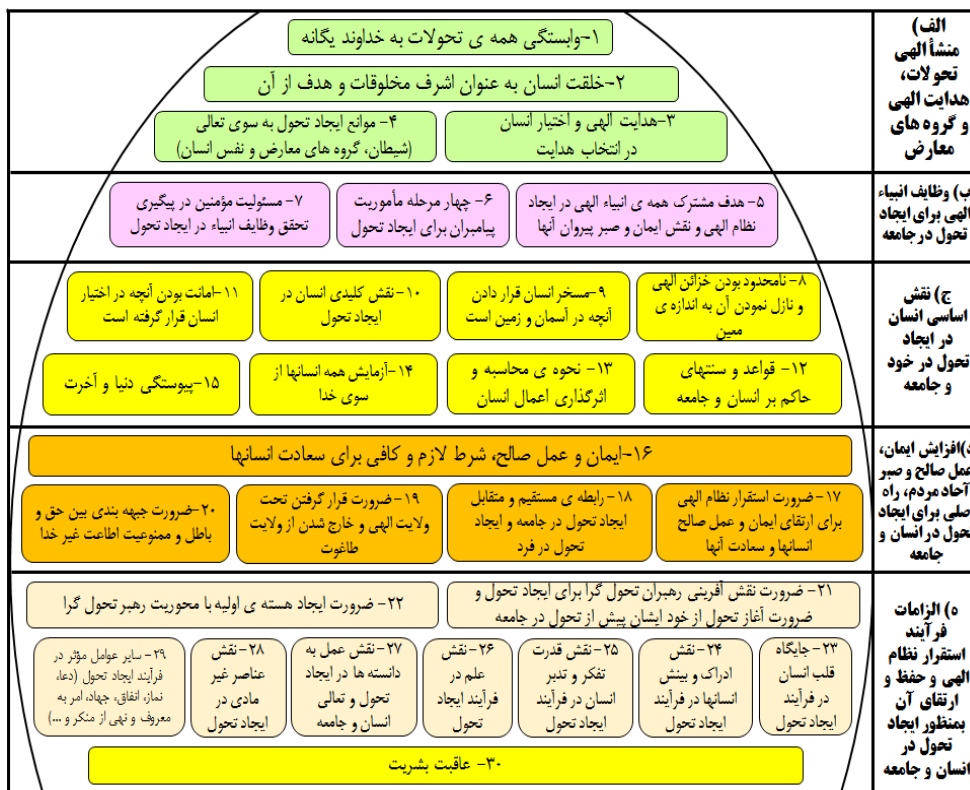 الف)
منشأ الهی
تحولات،
هدایت الهی
و گروه های
معارض
۱-وابستگی همه ی تحولات به خداوند یگانه
۲-خلقت انسان به عنوان اشرف مخلوقات و هدف از آن
۳-هدایت الهی و اختیار انسان
در انتخاب هدایت
۴- موانع ایجاد تحول به سوی تعالی
(شیطان، گروه های معارض و نفس انسان)
ب) وظایف انبیاء
الهی برای ایجاد
تحول در جامعه
۵- هدف مشترک همه ی انبیاء الهی در ایجاد
نظام الهی و نقش ایمان و صبر پیروان آنها
۶- چهار مرحله مأموریت
پیامبران برای ایجاد تحول
۷- مسئولیت مؤمنین در پیگیری
تحقق وظایف انبیاء در ایجاد تحول
ج) نقش
اساسی انسان
در ایجاد
تحول در خود
و جامعه
۸- نامحدود بودن خزائن الهی
و نازل نمودن آن به اندازه ی
معین
۹-مسخر انسان قرار دادن
آنچه در آسمان و زمین است
۱۰-نقش کلیدی انسان در
ایجاد تحول
۱۱-امانت بودن آنچه در اختیار
انسان قرار گرفته است
۱۲- قواعد و سنتهای
حاکم بر انسان و جامعه
۱۳- نحوه ی محاسبه و
اثرگذاری اعمال انسان
۱۴-آزمایش همه انسانها از
سوی خدا
۱۵-پیوستگی دنیا و آخرت
د)افزایش ایمان،
عمل صالح و صبر
آحاد مردم، راه
اصلی برای ایجاد
تحول در انسان و
جامعه
۱۶-ایمان و عمل صالح، شرط لازم و کافی برای سعادت انسانها
۱۷-ضرورت استقرار نظام الهی
برای ارتقای ایمان و عمل صالح
انسانها و سعادت آنها
۱۸- رابطه ی مستقیم و متقابل
ایجاد تحول در جامعه و ایجاد
تحول در فرد
۱۹- ضرورت قرار گرفتن تحت
ولایت الهی و خارج شدن از ولایت
طاغوت
۲۰-ضرورت جبهه بندی بین حق و
باطل و ممنوعیت اطاعت غیر خدا
ه) الزامات
فرآیند
استقرار نظام
الهی و حفظ و
ارتقای آن
بمنظور ایجاد
تحول در
انسان و جامعه
۲۱- ضرورت نقش آفرینی رهبران تحول گرا برای ایجاد تحول و
ضرورت آغاز تحول از خود ایشان پیش از تحول در جامعه
۲۲- ضرورت ایجاد هسته ی اولیه با محوریت رهبر تحول گرا
۲۳-جایگاه
قلب انسان
در فرآیند
ایجاد تحول
۲۴-نقش
ادراک و بینش
انسانها در فرآیند
ایجاد تحول
۲۵-نقش قدرت
تفکر و تدبر
انسان در فرآیند
ایجاد تحول
۲۶-نقش
علم در
فرآیند ایجاد
تحول
۲۷-نقش عمل به
دانسته ها در ایجاد
تحول و تعالی
انسان و جامعه
۲۸- نقش
عناصر غیر
مادی در
ایجاد تحول
۲۹- سایر عوامل مؤثر در
فرآیند ایجاد تحول (دعا،
نماز، انفاق، جهاد، امر به
معروف و نهی از منکر و ...)
۳۰- عاقبت بشریت